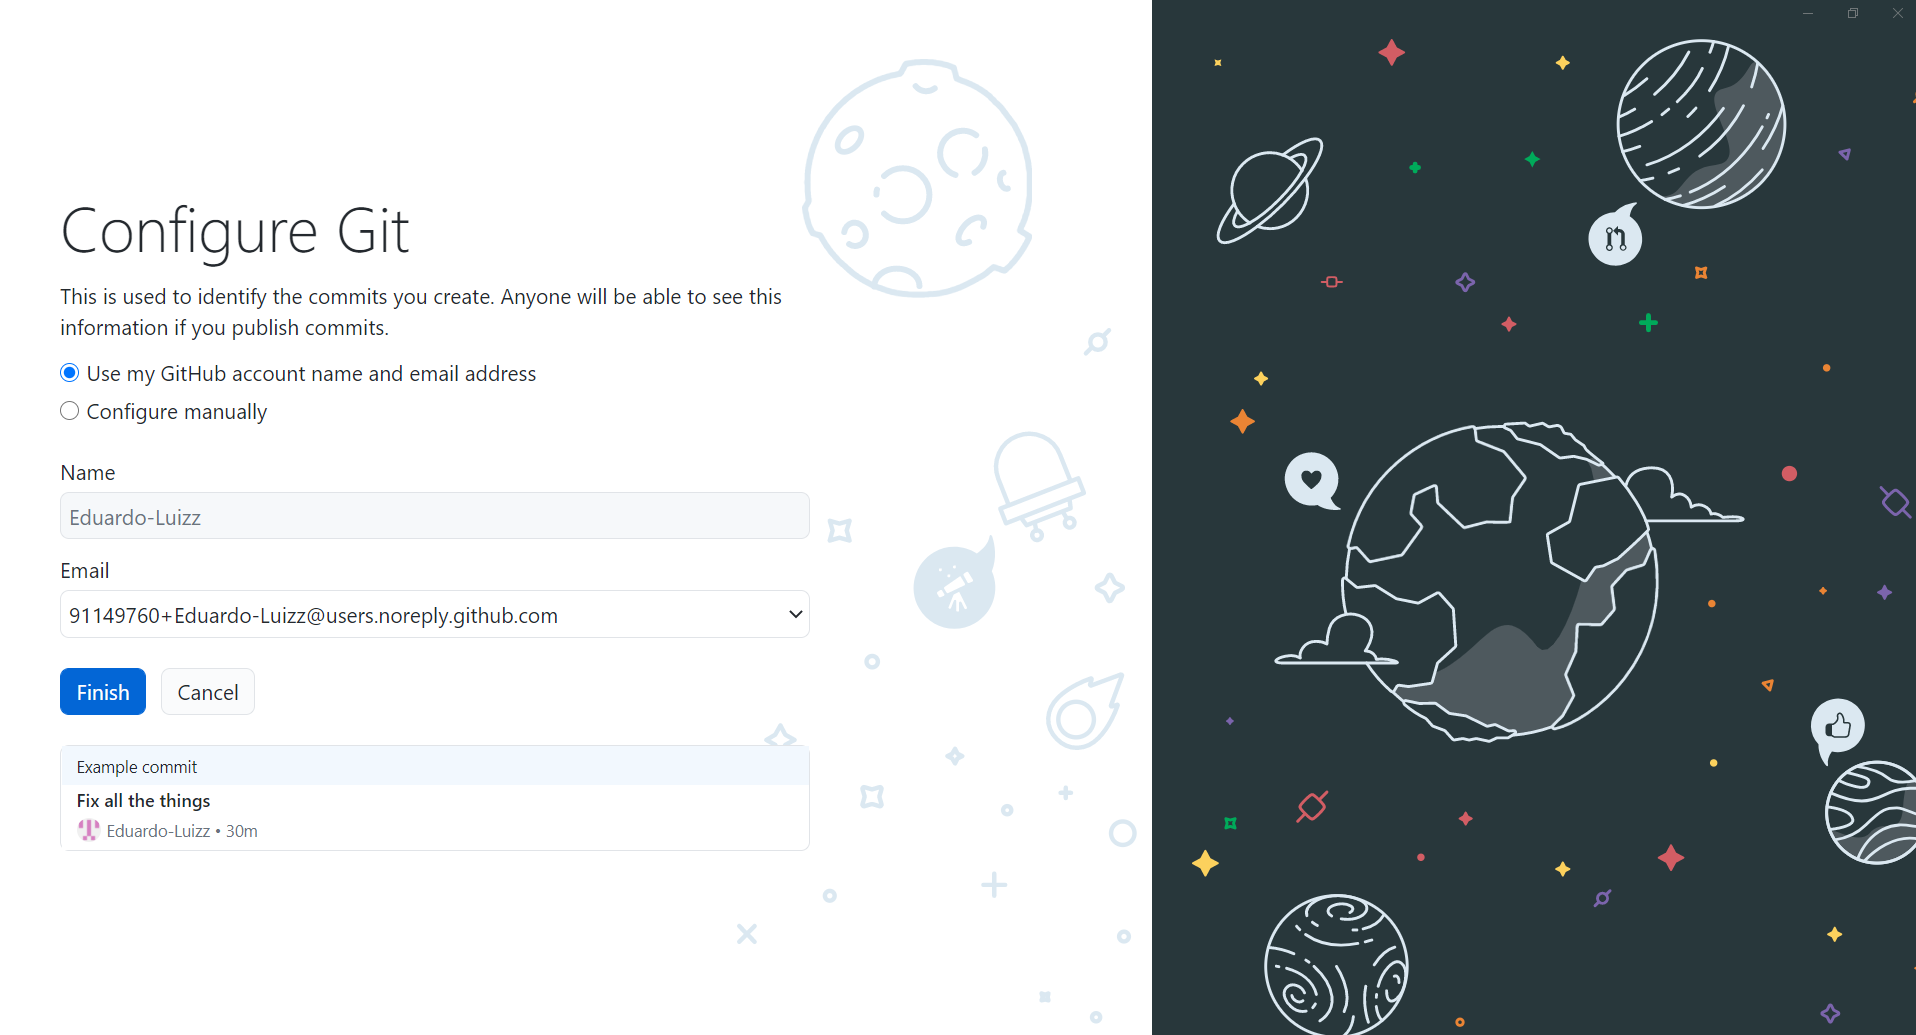 Configure Git
This is used to identify the commits you create. Anyone will be able to see this
information if you publish commits.
Use my GitHub account name and email address
Configure manually
Name
Eduardo-Luizz
Email
91149760+Eduardo-Luizz@users.noreply.github.com
Finish Cancel
Example commit
Fix all the things
Eduardo-Luizz • 30m